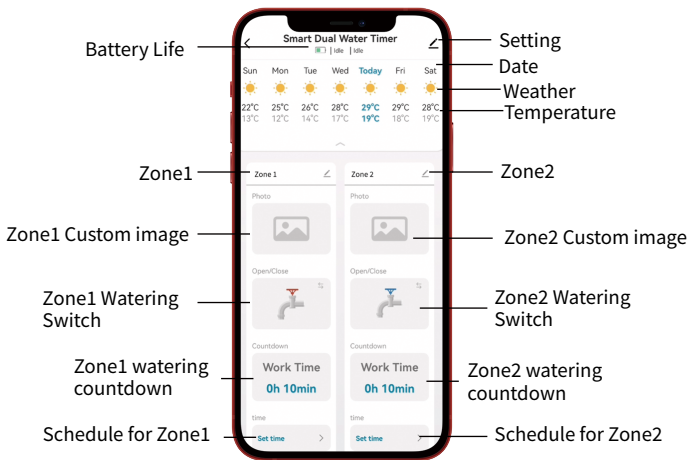 Smart Dual Water Timer
Battery Life
Idle Idle
Setting
Date
Sun Mon Tue Wed Today Fri Sat
Weather
22°C 25°C 26°C 28°C 29°C 29°C 28°C
Temperature
13°C 12°C 14°C 17°C 19°C 18°C 19°C
Zone1
Zone 1
Zone 2
Zone2
Photo
Photo
Zone1 Custom image
Zone2 Custom image
Open/Close
Open/Close
Zone1 Watering
Switch
Zone2 Watering
Switch
Countdown
Countdown
Zone1 watering
countdown
Work Time
0h 10min
Work Time
0h 10min
Zone2 watering
countdown
time
time
Schedule for Zone1
Set time
Set time
Schedule for Zone2